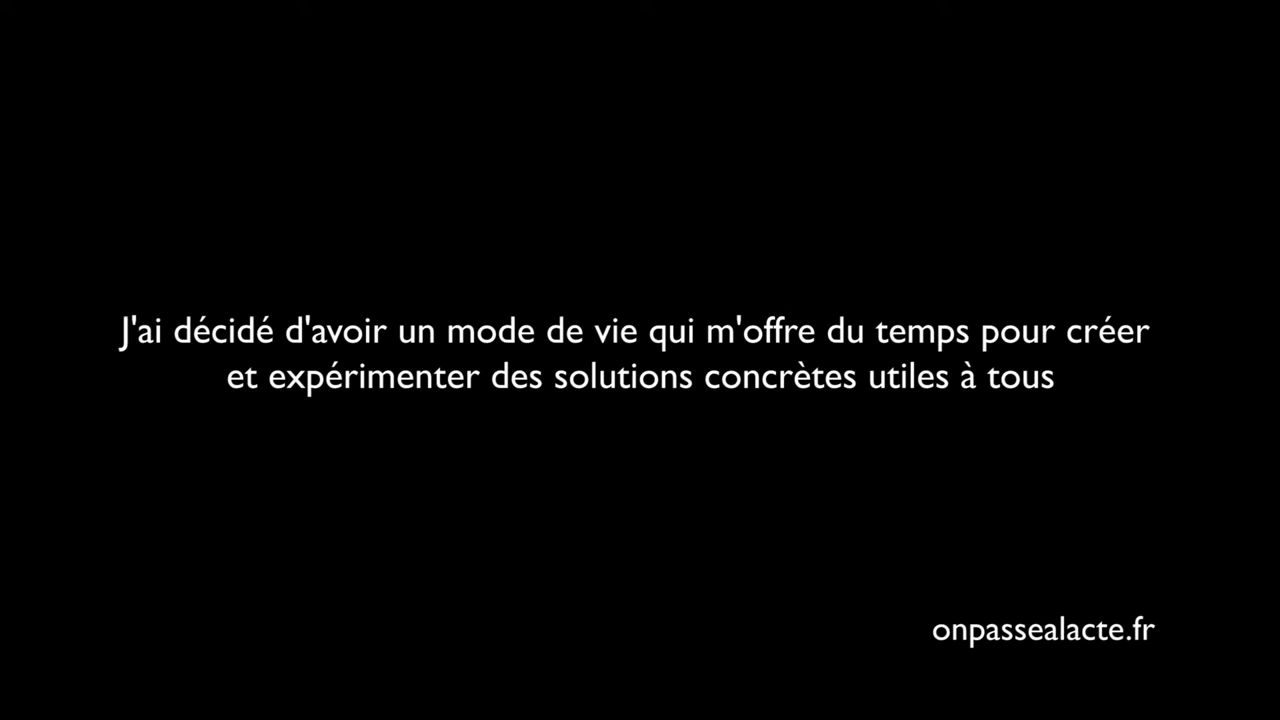 J'ai décidé d'avoir un mode de vie qui m'offre du temps pour créer
et expérimenter des solutions concrètes utiles à tous
onpassealacte.fr